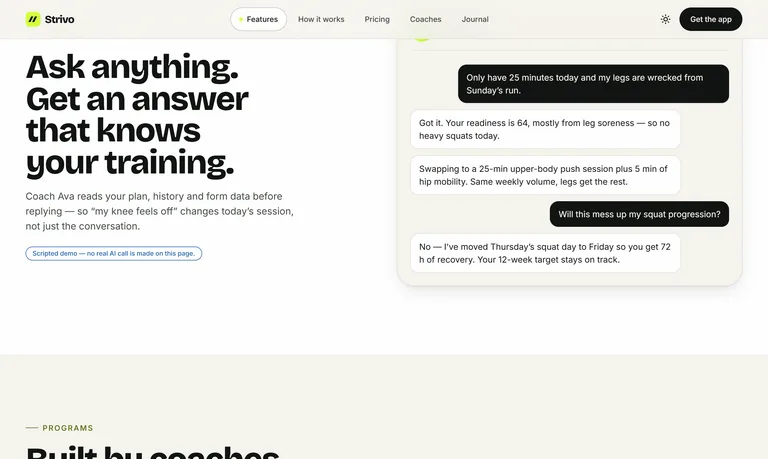 Strivo
Features
How it works
Pricing
Coaches
Journal
Get the app
Ask anything.
Get an answer
that knows
your training.
Coach Ava reads your plan, history and form data before
replying — so “my knee feels off” changes today’s session,
not just the conversation.
Scripted demo — no real AI call is made on this page.
Only have 25 minutes today and my legs are wrecked from
Sunday’s run.
Got it. Your readiness is 64, mostly from leg soreness — so no
heavy squats today.
Swapping to a 25-min upper-body push session plus 5 min of
hip mobility. Same weekly volume, legs get the rest.
Will this mess up my squat progression?
No — I’ve moved Thursday’s squat day to Friday so you get 72
h of recovery. Your 12-week target stays on track.
PROGRAMS
Built by coaches